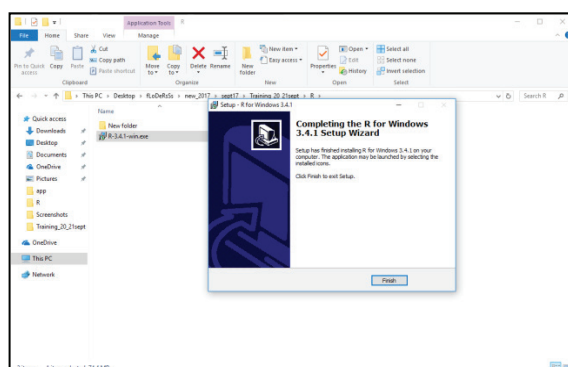 Application Tools
File Home Share View Manage
Pin to Quick access
Copy
Paste
Cut
Copy path
Paste shortcut
Move to
Copy to
Delete
Rename
New folder
New item
Easy access
Properties
Open
Edit
History
Select all
Select none
Invert selection
Clipboard Organise New Open Select
This PC › Desktop › fLoDeRsSs › new_2017 › sept17 › Training_20_21sept › R
Search R
Name
Quick access
Downloads
Desktop
Documents
OneDrive
Pictures
app
R
Screenshots
Training_20_21sept
OneDrive
This PC
Network
New folder
R-3.4.1-win.exe
Setup - R for Windows 3.4.1
Completing the R for Windows
3.4.1 Setup Wizard
Setup has finished installing R for Windows 3.4.1 on your
computer. The application may be launched by selecting the
installed icons.
Click Finish to exit Setup.
Finish